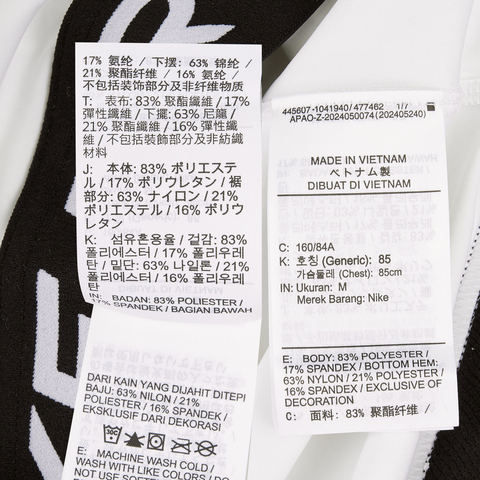 17% 氨纶 / 下摆: 63% 锦纶/
21% 聚酯纤维 / 16% 氨纶/
不包括装饰部分及非纤维物质
T: 表布: 83% 聚酯纖維 / 17%
彈性纖維 / 下擺: 63% 尼龍/
21% 聚酯纖維 / 16% 彈性纖
維 / 不包括裝飾部分及非紡織
材料
J: 本体: 83% ポリエステ
ル / 17% ポリウレタン / 裾
部分: 63% ナイロン / 21%
ポリエステル / 16% ポリウ
レタン
K: 섬유혼용율 / 겉감: 83%
폴리에스터 / 17% 폴리우레
탄 / 밑단: 63% 나일론 / 21%
폴리에스터 / 16% 폴리우레
탄
IN: BADAN: 83% POLIESTER /
17% SPANDEX / BAGIAN BAWAH
DARI KAIN YANG DIJAHIT DITEPI
BAJU: 63% NILON / 21%
POLIESTER / 16% SPANDEX /
EKSKLUSIF DARI DEKORASI
E: MACHINE WASH COLD /
WASH WITH LIKE COLORS / DO
445607-1041940/ 477462 1/7
APAO-Z-2024050074 (202405240)
MADE IN VIETNAM
ベトナム製
DIBUAT DI VIETNAM
C: 160/84A
K: 호칭 (Generic): 85
가슴둘레 (Chest): 85cm
IN: Ukuran: M
Merek Barang: Nike
E: BODY: 83% POLYESTER /
17% SPANDEX / BOTTOM HEM:
63% NYLON / 21% POLYESTER /
16% SPANDEX / EXCLUSIVE OF
DECORATION
C: 面料: 83% 聚酯纤维 /